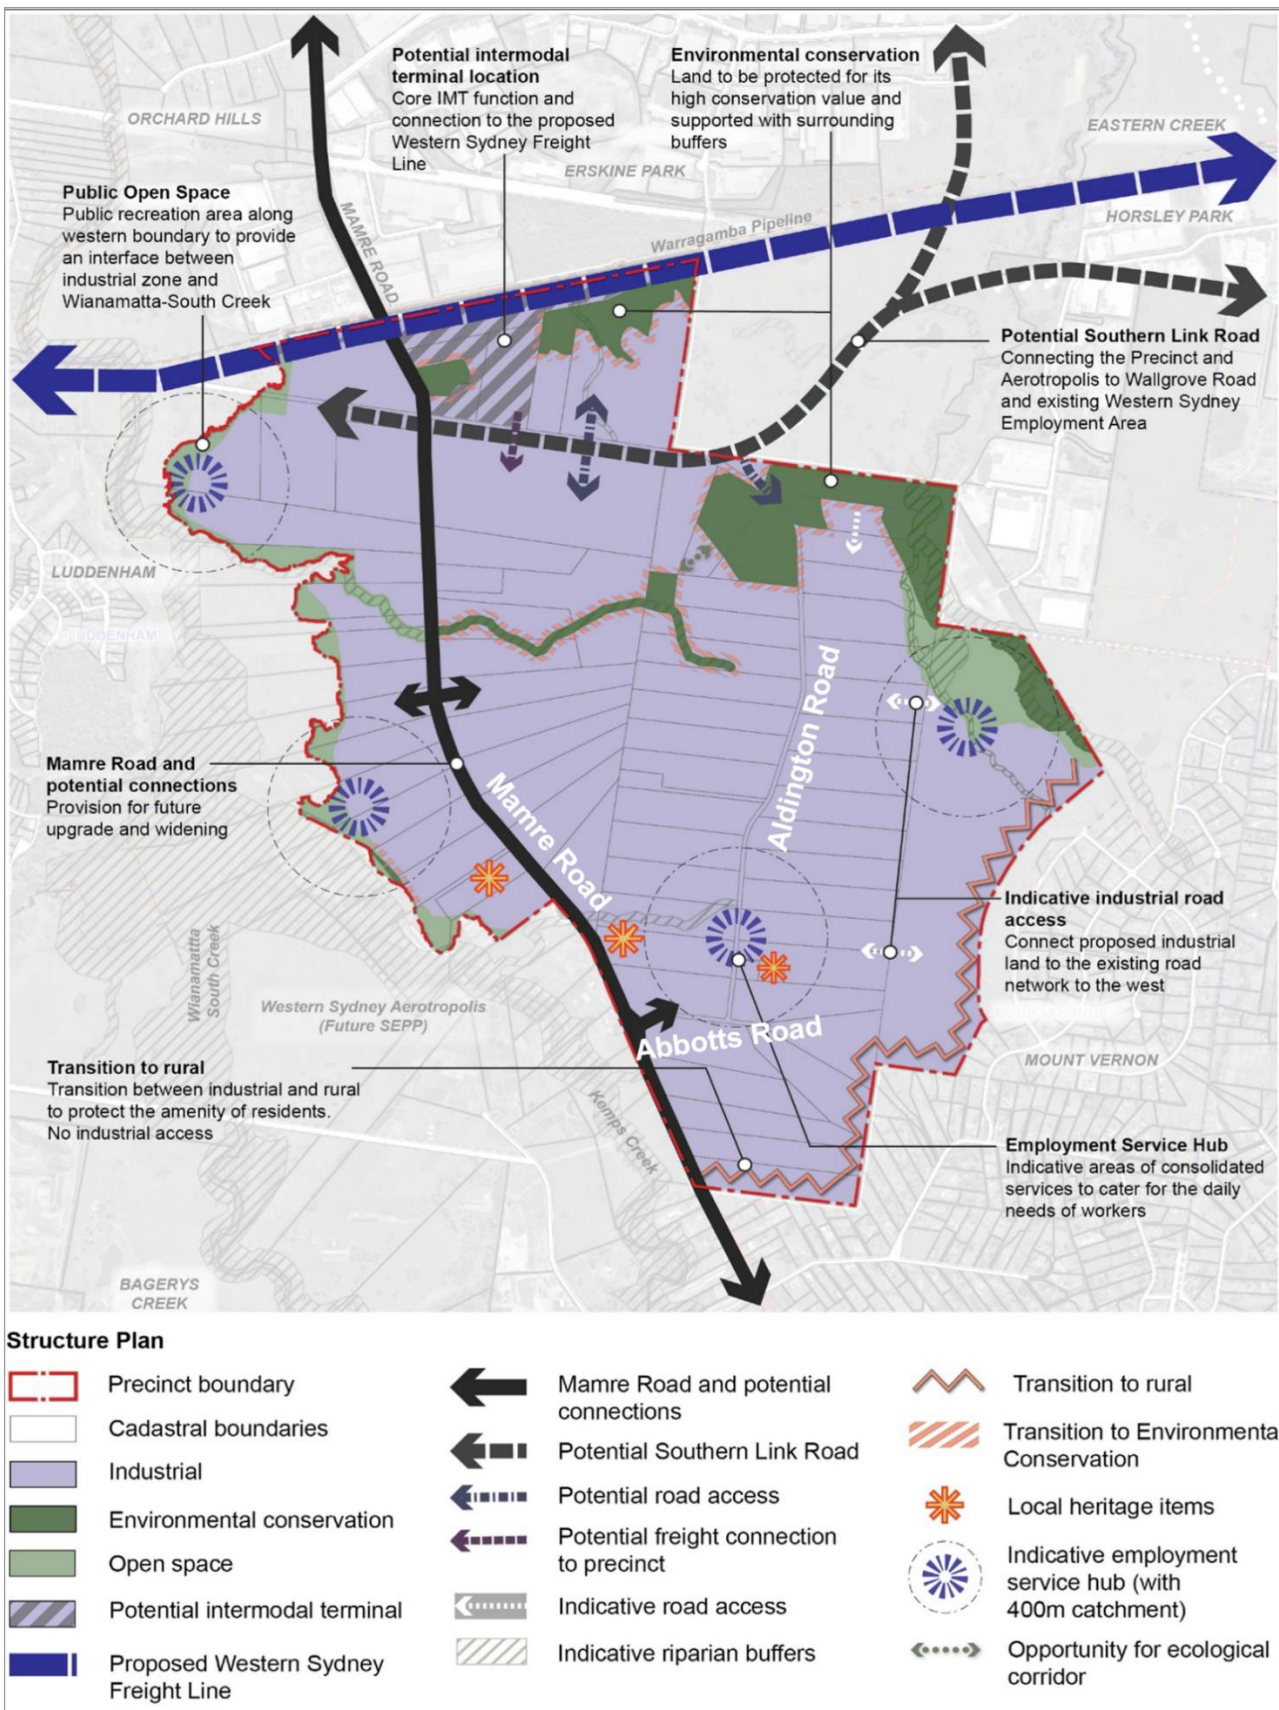 Potential intermodal
terminal location
Core IMT function and
connection to the proposed
Western Sydney Freight
Line
Environmental conservation
Land to be protected for its
high conservation value and
supported with surrounding
buffers
ORCHARD HILLS
EASTERN CREEK
ERSKINE PARK
Public Open Space
Public recreation area along
western boundary to provide
an interface between
industrial zone and
Wianamatta-South Creek
MAMRE ROAD
Warragamba Pipeline
HORSLEY PARK
Potential Southern Link Road
Connecting the Precinct and
Aerotropolis to Wallgrove Road
and existing Western Sydney
Employment Area
LUDDENHAM
LUDDENHAM
Aldington Road
Mamre Road and
potential connections
Provision for future
upgrade and widening
Mamre Road
Indicative industrial road
access
Connect proposed industrial
land to the existing road
network to the west
Wianamattta
South Creek
Western Sydney Aerotropolis
(Future SEPP)
Abbotts Road
MOUNT VERNON
Transition to rural
Transition between industrial and rural
to protect the amenity of residents.
No industrial access
Kemps Creek
Employment Service Hub
Indicative areas of consolidated
services to cater for the daily
needs of workers
BAGERYS
CREEK
Structure Plan
Precinct boundary
Cadastral boundaries
Industrial
Environmental conservation
Open space
Potential intermodal terminal
Proposed Western Sydney
Freight Line
Mamre Road and potential
connections
Potential Southern Link Road
Potential road access
Potential freight connection
to precinct
Indicative road access
Indicative riparian buffers
Transition to rural
Transition to Environmenta
Conservation
Local heritage items
Indicative employment
service hub (with
400m catchment)
Opportunity for ecological
corridor